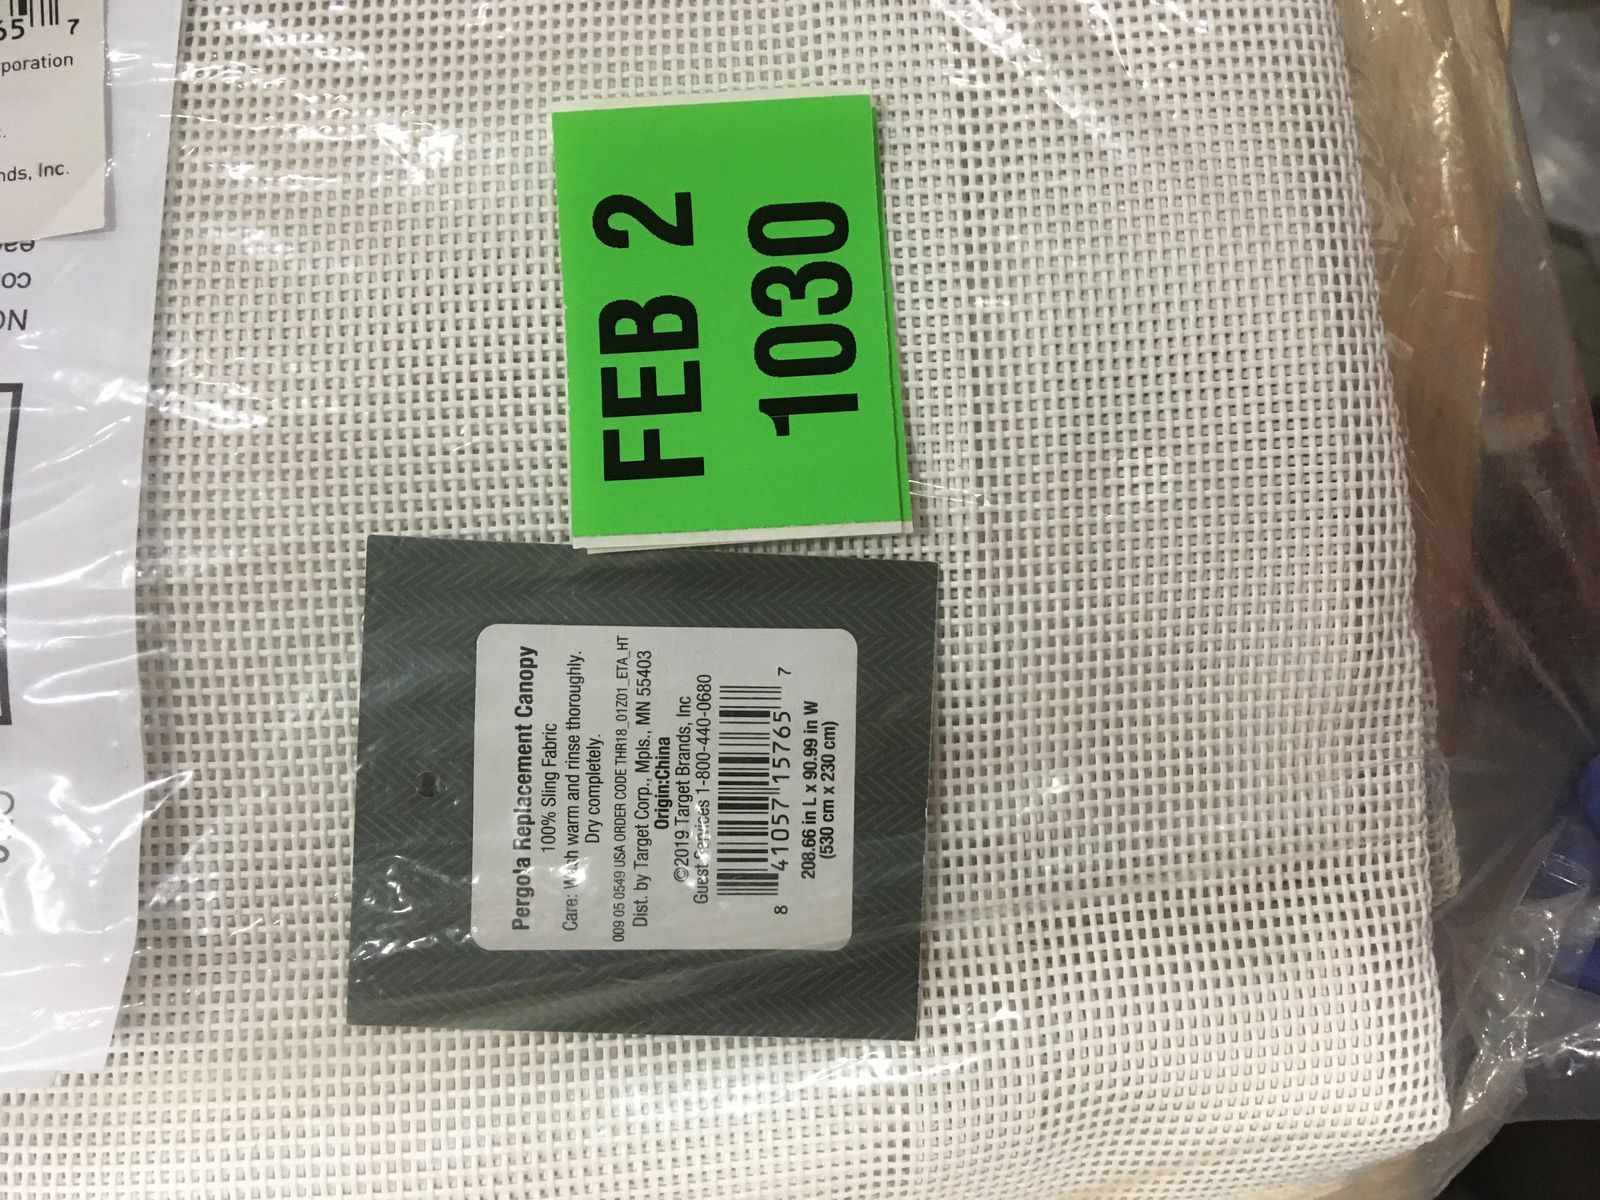 65 7
poration
nds, Inc.
FEB 2
1030
Pergola Replacement Canopy
100% Sling Fabric
Care: Wash warm and rinse thoroughly.
Dry completely.
009 05 0549 USA ORDER CODE THR18_01Z01_ETA_HT
Dist. by Target Corp., Mpls., MN 55403
Origin:China
©2019 Target Brands, Inc
Guest Services 1-800-440-0680
8 41057 15765 7
208.66 in L x 90.99 in W
(530 cm x 230 cm)